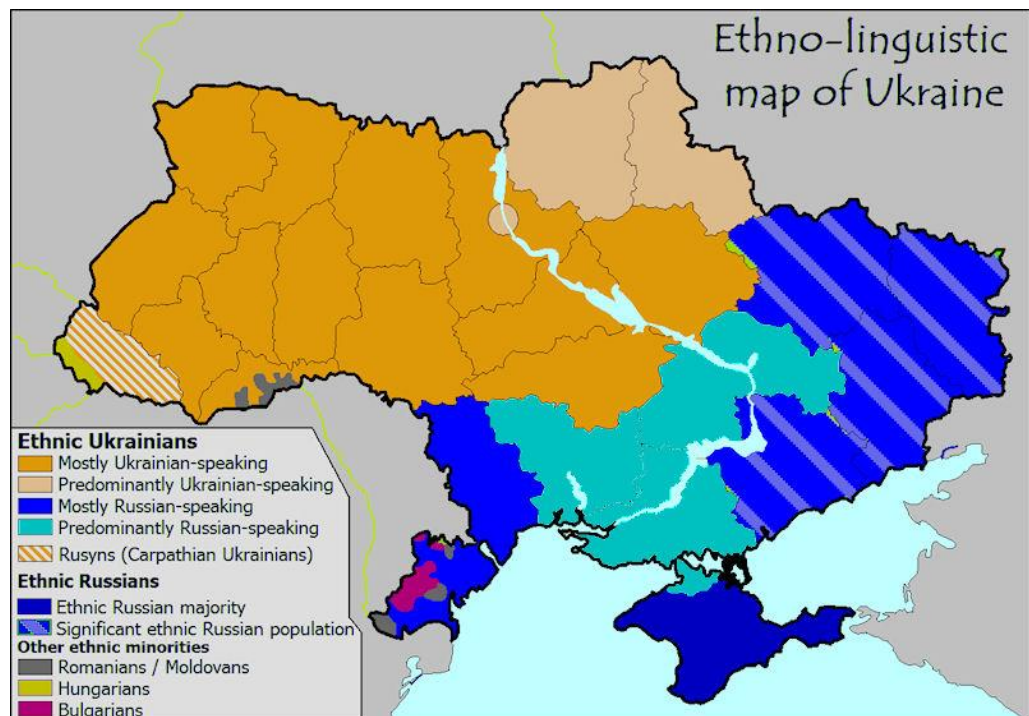 Ethno-linguistic
map of Ukraine
Ethnic Ukrainians
Mostly Ukrainian-speaking
Predominantly Ukrainian-speaking
Mostly Russian-speaking
Predominantly Russian-speaking
Rusyns (Carpathian Ukrainians)
Ethnic Russians
Ethnic Russian majority
Significant ethnic Russian population
Other ethnic minorities
Romanians / Moldovans
Hungarians
Bulgarians